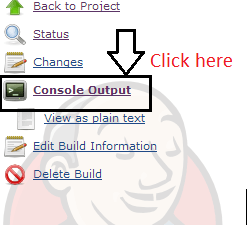 Back to Project
Status
Click here
Changes
Console Output
View as plain text
Edit Build Information
Delete Build